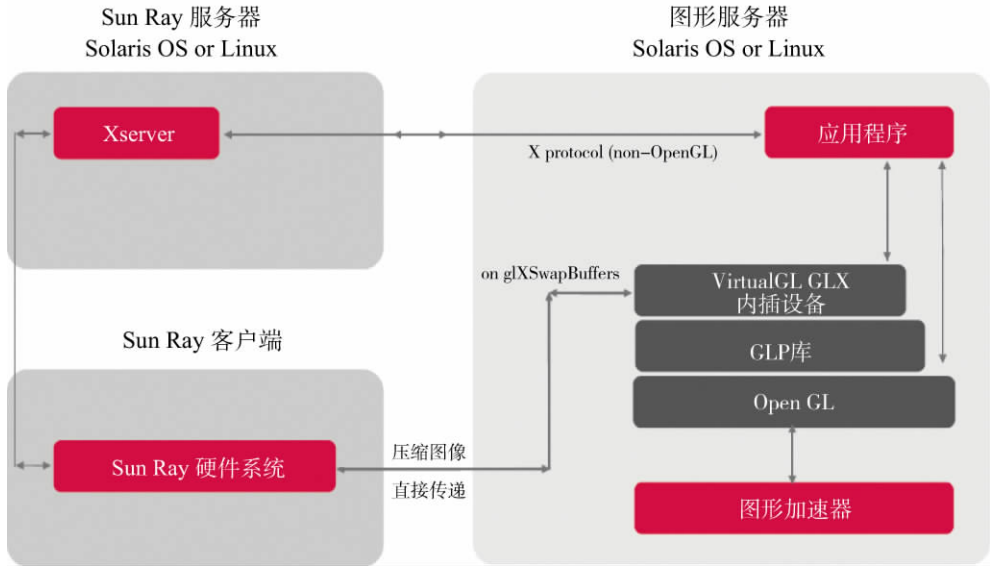 Sun Ray 服务器
Solaris OS or Linux
图形服务器
Solaris OS or Linux
Xserver
应用程序
X protocol (non-OpenGL)
on glXSwapBuffers
VirtualGL GLX
内插设备
GLP库
Open GL
Sun Ray 客户端
Sun Ray 硬件系统
压缩图像
直接传递
图形加速器